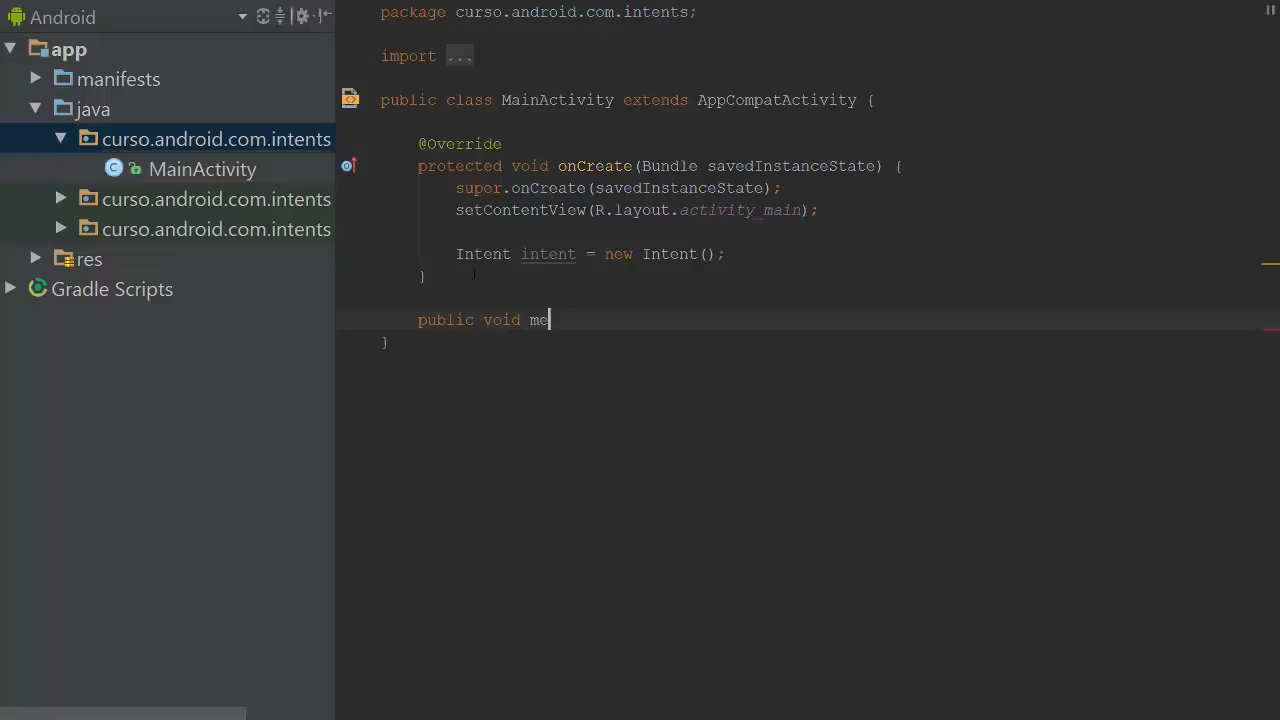 Android
app
manifests
java
curso.android.com.intents
MainActivity
curso.android.com.intents
curso.android.com.intents
res
Gradle Scripts
package curso.android.com.intents;
import ...
public class MainActivity extends AppCompatActivity {
@Override
protected void onCreate(Bundle savedInstanceState) {
super.onCreate(savedInstanceState);
setContentView(R.layout.activity_main);
Intent intent = new Intent();
}
public void me
}